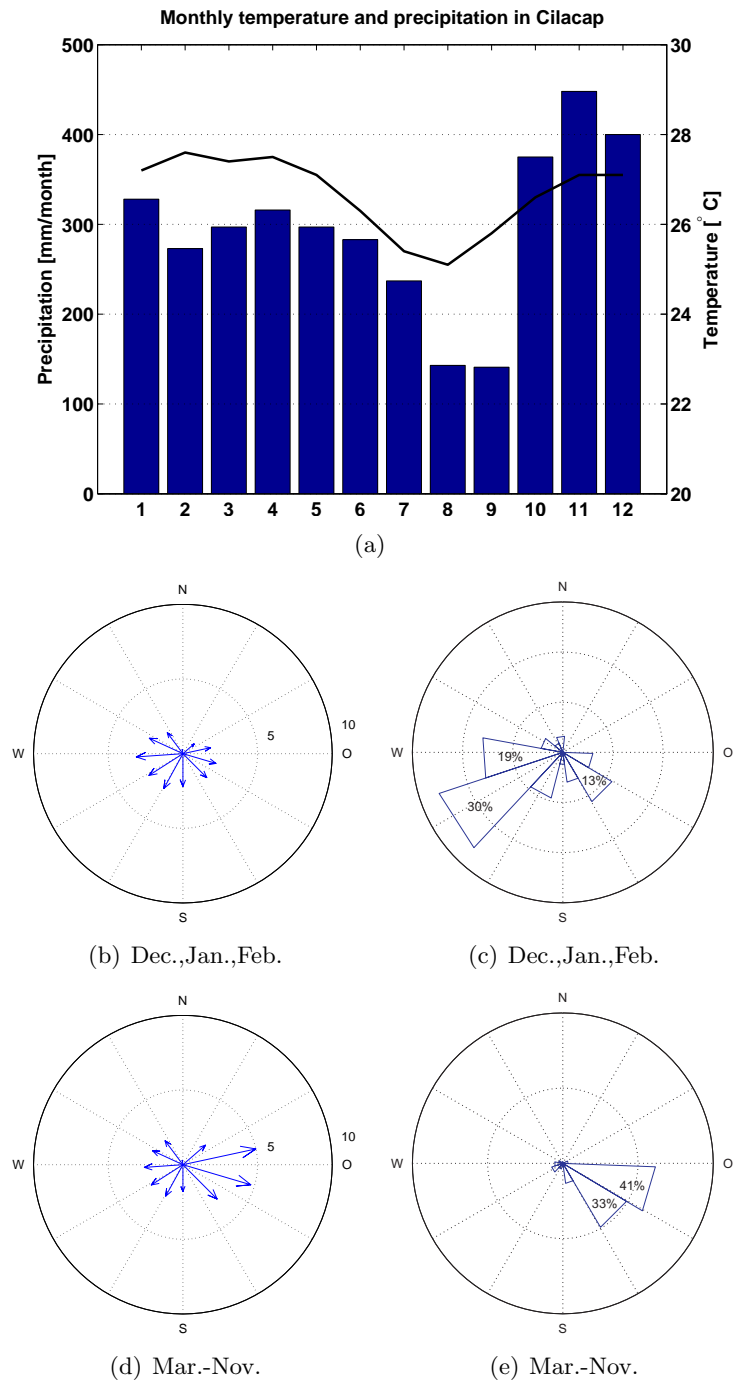 Monthly temperature and precipitation in Cilacap
500
400
300
200
100
0
Precipitation [mm/month]
30
28
26
24
22
20
Temperature [° C]
1 2 3 4 5 6 7 8 9 10 11 12
(a)
N
W
S
O
5
10
(b) Dec.,Jan.,Feb.
N
W
S
O
19%
30%
13%
(c) Dec.,Jan.,Feb.
N
W
S
O
5
10
(d) Mar.-Nov.
N
W
S
O
41%
33%
(e) Mar.-Nov.